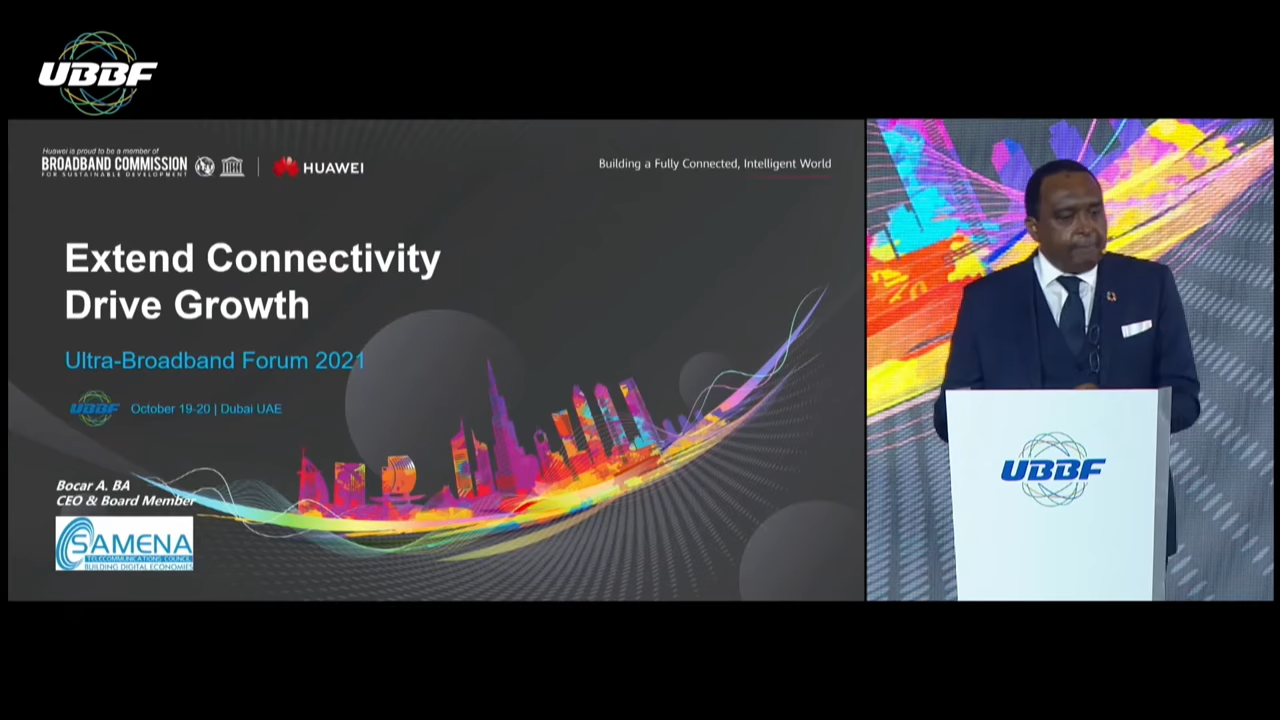 UBBF
Huawei is proud to be a member of
BROADBAND COMMISSION
FOR SUSTAINABLE DEVELOPMENT
HUAWEI
Building a Fully Connected, Intelligent World
Extend Connectivity
Drive Growth
Ultra-Broadband Forum 2021
UBBF
October 19-20 | Dubai UAE
Bocar A. BA
CEO & Board Member
SAMENA
TELECOMMUNICATIONS COUNCIL
BUILDING DIGITAL ECONOMIES
UBBF